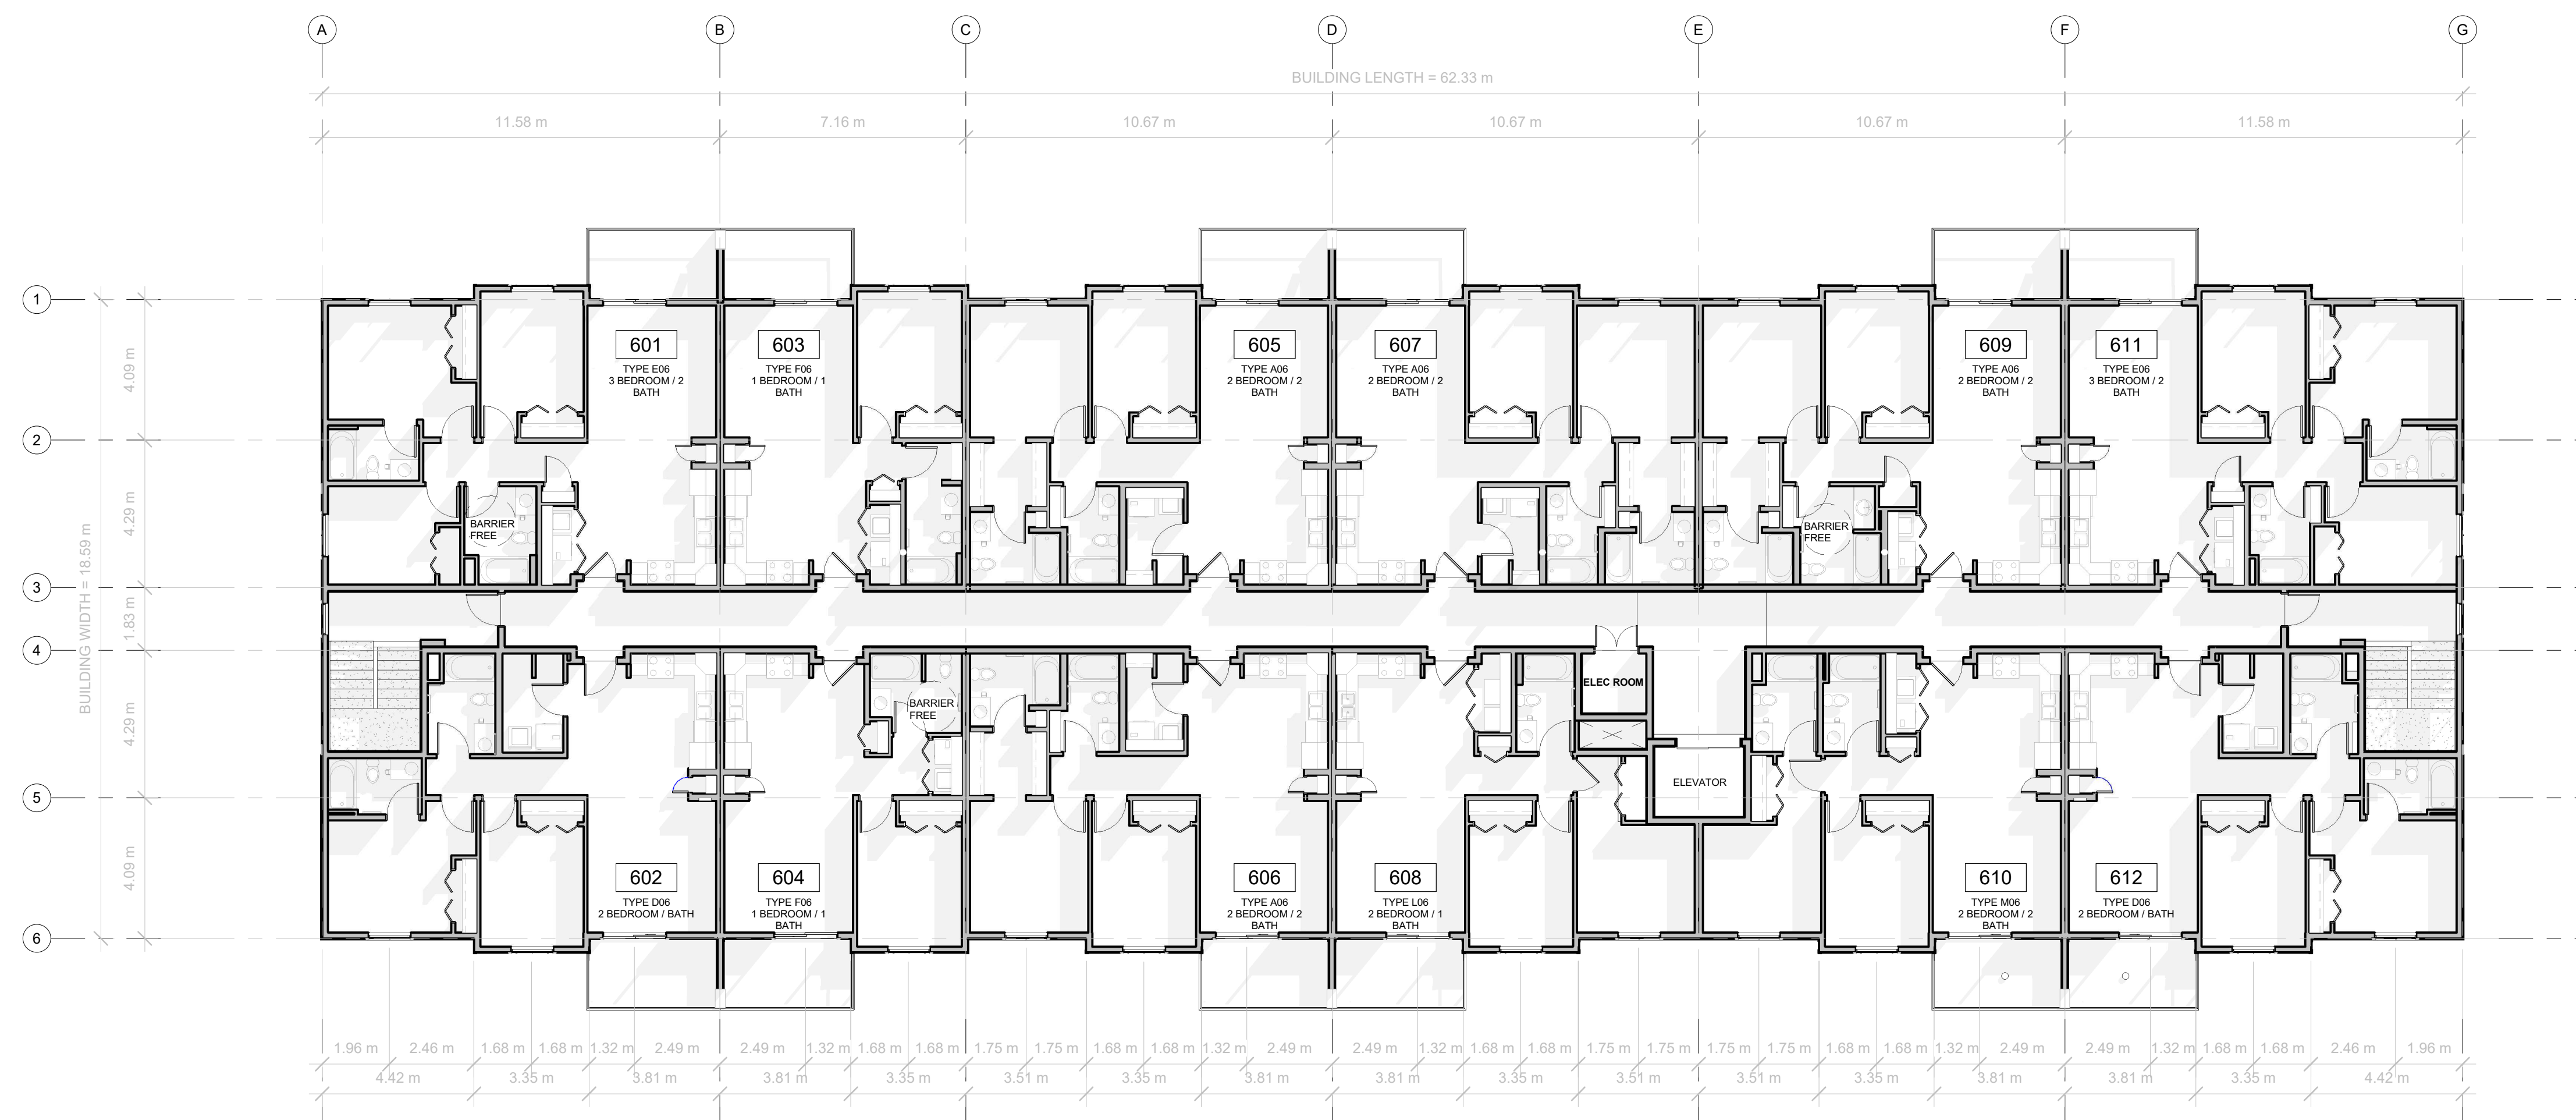 A B C D E F G
BUILDING LENGTH = 62.33 m
11.58 m 7.16 m 10.67 m 10.67 m 10.67 m 11.58 m
1
2
3
4
5
6
BUILDING WIDTH = 18.59 m
4.09 m
4.29 m
1.83 m
4.29 m
4.09 m
601
TYPE E06
3 BEDROOM / 2
BATH
603
TYPE F06
1 BEDROOM / 1
BATH
605
TYPE A06
2 BEDROOM / 2
BATH
607
TYPE A06
2 BEDROOM / 2
BATH
609
TYPE A06
2 BEDROOM / 2
BATH
611
TYPE E06
3 BEDROOM / 2
BATH
BARRIER
FREE
BARRIER
FREE
BARRIER
FREE
ELEC ROOM
ELEVATOR
602
TYPE D06
2 BEDROOM / BATH
604
TYPE F06
1 BEDROOM / 1
BATH
606
TYPE A06
2 BEDROOM / 2
BATH
608
TYPE L06
2 BEDROOM / 1
BATH
610
TYPE M06
2 BEDROOM / 2
BATH
612
TYPE D06
2 BEDROOM / BATH
1.96 m 2.46 m 1.68 m 1.68 m 1.32 m 2.49 m 2.49 m 1.32 m 1.68 m 1.68 m 1.75 m 1.75 m 1.68 m 1.68 m 1.32 m 2.49 m 2.49 m 1.32 m 1.68 m 1.68 m 1.75 m 1.75 m 1.75 m 1.75 m 1.68 m 1.68 m 1.32 m 2.49 m 2.49 m 1.32 m 1.68 m 1.68 m 2.46 m 1.96 m
4.42 m 3.35 m 3.81 m 3.81 m 3.35 m 3.51 m 3.35 m 3.81 m 3.81 m 3.35 m 3.51 m 3.51 m 3.35 m 3.81 m 3.81 m 3.35 m 4.42 m